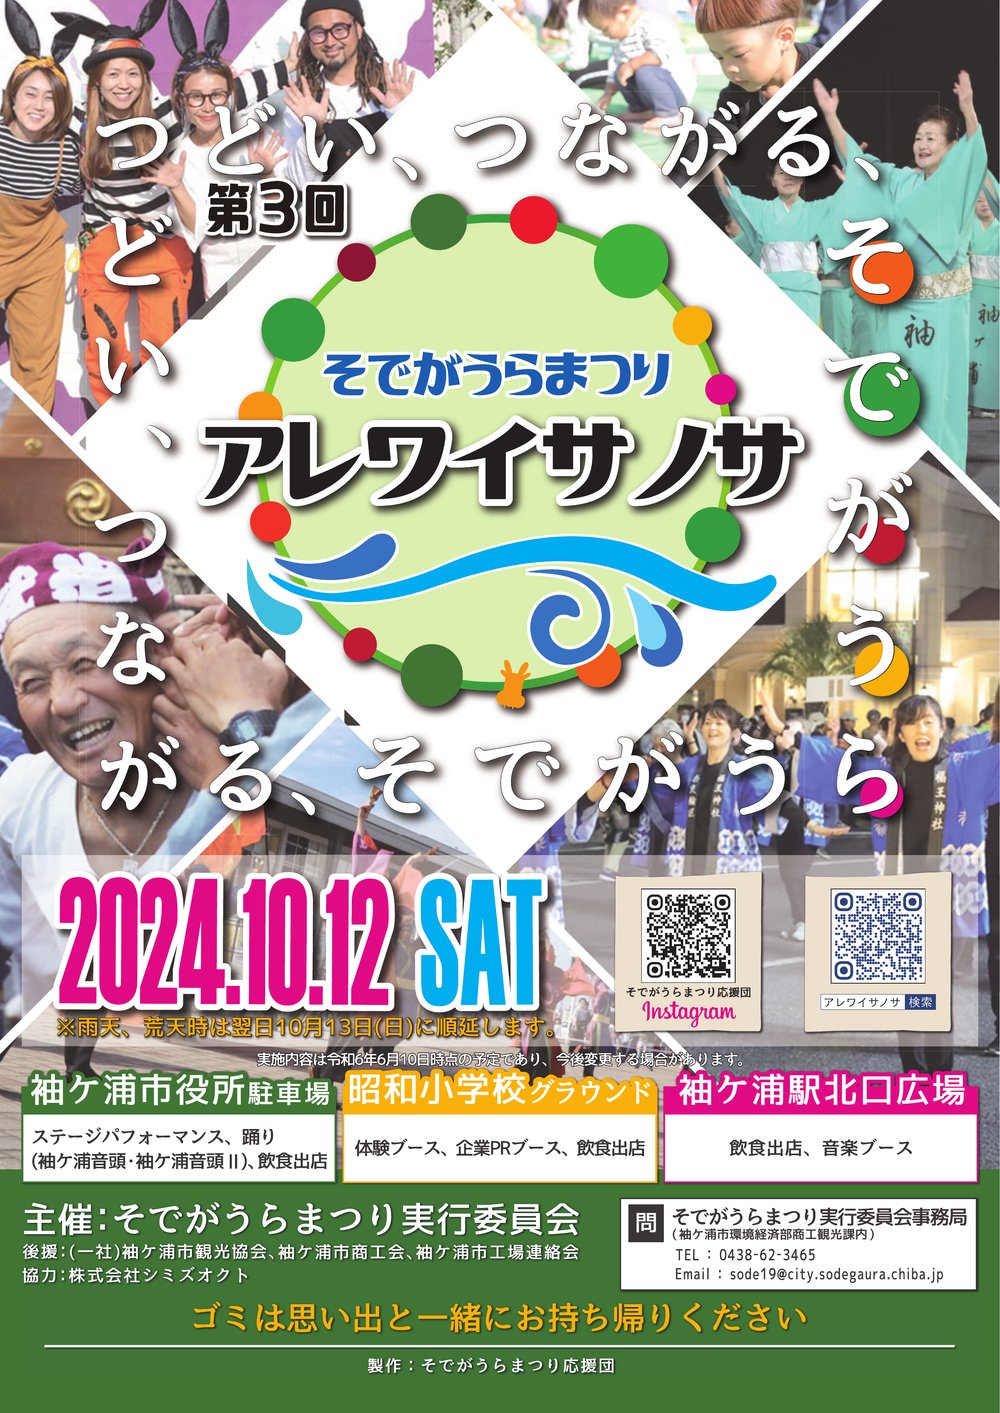 つどい、つながる、そでがうら
つどい、つながる、そでがうら
第3回
そでがうらまつり
アレワイサノサ
袖
福王神社
2024.10.12 SAT
※雨天、荒天時は翌日10月13日(日)に順延します。
そでがうらまつり応援団
Instagram
アレワイサノサ 検索
実施内容は令和6年6月10日時点の予定であり、今後変更する場合があります。
袖ケ浦市役所駐車場
ステージパフォーマンス、踊り
(袖ケ浦音頭・袖ケ浦音頭Ⅱ)、飲食出店
昭和小学校グラウンド
体験ブース、企業PRブース、飲食出店
袖ケ浦駅北口広場
飲食出店、音楽ブース
主催：そでがうらまつり実行委員会
後援：(一社)袖ケ浦市観光協会、袖ケ浦市商工会、袖ケ浦市工場連絡会
協力：株式会社シミズオクト
問 そでがうらまつり実行委員会事務局
(袖ケ浦市環境経済部商工観光課内)
TEL : 0438-62-3465
Email : sode19@city.sodegaura.chiba.jp
ゴミは思い出と一緒にお持ち帰りください
製作：そでがうらまつり応援団